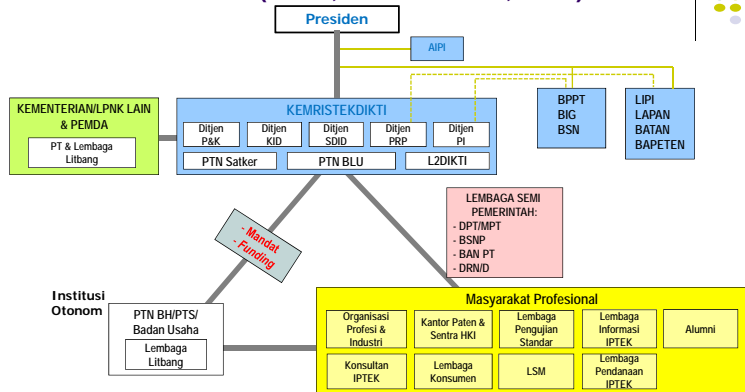 Presiden
AIPI
KEMENTERIAN/LPNK LAIN
& PEMDA
PT & Lembaga
Litbang
KEMRISTEKDIKTI
Ditjen
P&K
Ditjen
KID
Ditjen
SDID
Ditjen
PRP
Ditjen
PI
PTN Satker
PTN BLU
L2DIKTI
BPPT
BIG
BSN
LIPI
LAPAN
BATAN
BAPETEN
- Mandat
- Funding
LEMBAGA SEMI
PEMERINTAH:
- DPT/MPT
- BSNP
- BAN PT
- DRN/D
Institusi
Otonom
PTN BH/PTS/
Badan Usaha
Lembaga
Litbang
Masyarakat Profesional
Organisasi
Profesi &
Industri
Kantor Paten &
Sentra HKI
Lembaga
Pengujian
Standar
Lembaga
Informasi
IPTEK
Alumni
Konsultan
IPTEK
Lembaga
Konsumen
LSM
Lembaga
Pendanaan
IPTEK